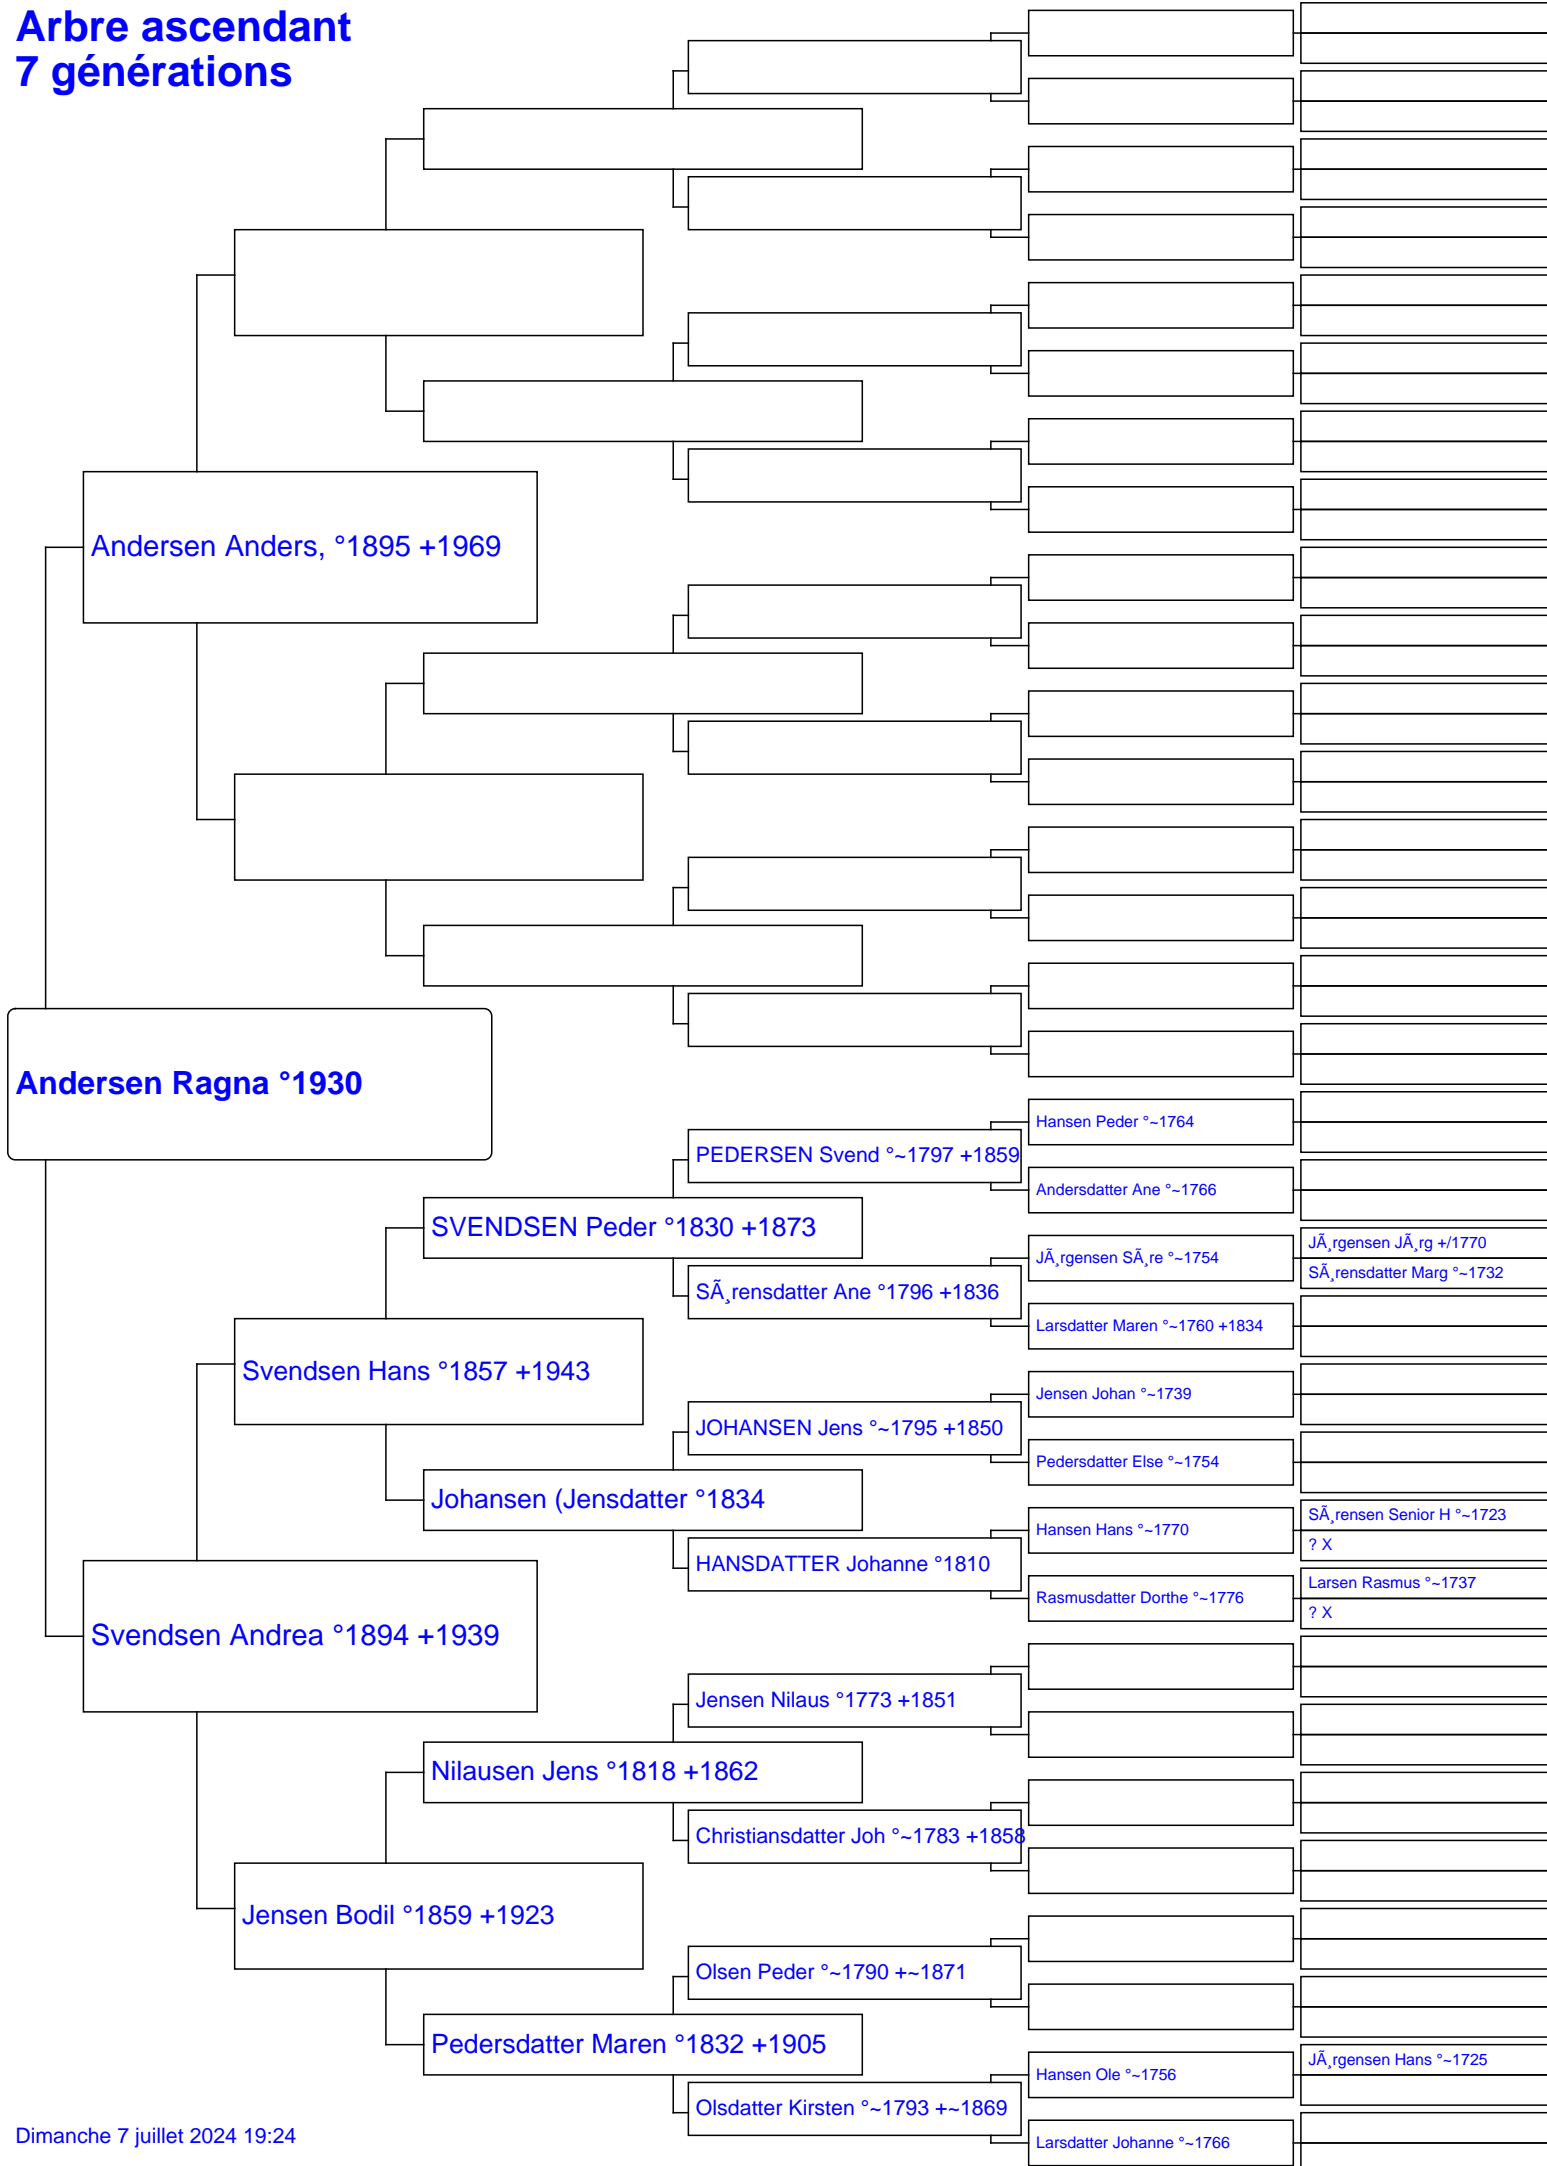 Arbre ascendant
7 générations
Andersen Anders, °1895 +1969
Andersen Ragna °1930
Hansen Peder °~1764
PEDERSEN Svend °~1797 +1859
Andersdatter Ane °~1766
SVENDSEN Peder °1830 +1873
JÃ¸rgensen JÃ¸rg +/1770
JÃ¸rgensen SÃ¸re °~1754
SÃ¸rensdatter Marg °~1732
SÃ¸rensdatter Ane °1796 +1836
Larsdatter Maren °~1760 +1834
Svendsen Hans °1857 +1943
Jensen Johan °~1739
JOHANSEN Jens °~1795 +1850
Pedersdatter Else °~1754
Johansen (Jensdatter °1834
SÃ¸rensen Senior H °~1723
Hansen Hans °~1770
? X
HANSDATTER Johanne °1810
Larsen Rasmus °~1737
Rasmusdatter Dorthe °~1776
? X
Svendsen Andrea °1894 +1939
Jensen Nilaus °1773 +1851
Nilausen Jens °1818 +1862
Christiansdatter Joh °~1783 +1858
Jensen Bodil °1859 +1923
Olsen Peder °~1790 +~1871
Pedersdatter Maren °1832 +1905
JÃ¸rgensen Hans °~1725
Hansen Ole °~1756
Olsdatter Kirsten °~1793 +~1869
Larsdatter Johanne °~1766
Dimanche 7 juillet 2024 19:24